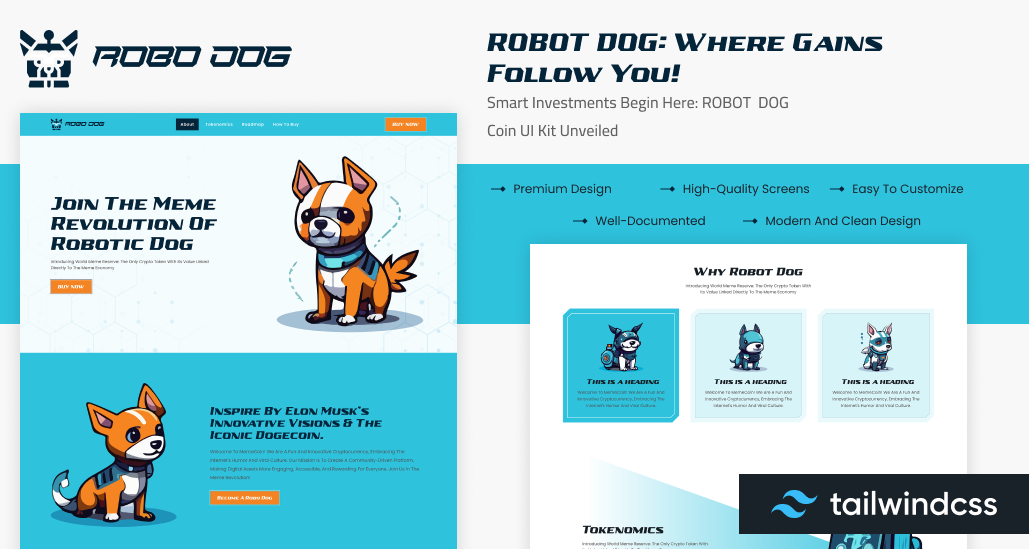 ROBO DOG
ROBOT DOG: WHERE GAINS
FOLLOW YOU!
Smart Investments Begin Here: ROBOT DOG
Coin UI Kit Unveiled
Premium Design
High-Quality Screens
Easy To Customize
Well-Documented
Modern And Clean Design
ROBO DOG
About
Tokenomics
Roadmap
How To Buy
BUY NOW
JOIN THE MEME
REVOLUTION OF
ROBOTIC DOG
Introducing World Meme Reserve: The Only Crypto Token With Its Value Linked
Directly To The Meme Economy.
BUY NOW
INSPIRE BY ELON MUSK'S
INNOVATIVE VISIONS & THE
ICONIC DOGECOIN.
Welcome To MemeCoin! We Are A Fun And Innovative Cryptocurrency, Embracing The
Internet's Humor And Viral Culture. Our Mission Is To Create A Community-Driven Platform,
Making Digital Assets More Engaging, Accessible, And Rewarding For Everyone. Join Us In The
Meme Revolution!
BECOME A ROBO DOG
WHY ROBOT DOG
Introducing World Meme Reserve: The Only Crypto Token With
Its Value Linked Directly To The Meme Economy.
THIS IS A HEADING
Welcome To MemeCoin! We Are A Fun And
Innovative Cryptocurrency, Embracing The
Internet's Humor And Viral Culture.
THIS IS A HEADING
Welcome To MemeCoin! We Are A Fun And
Innovative Cryptocurrency, Embracing The
Internet's Humor And Viral Culture.
THIS IS A HEADING
Welcome To MemeCoin! We Are A Fun And
Innovative Cryptocurrency, Embracing The
Internet's Humor And Viral Culture.
TOKENOMICS
Introducing World Meme Reserve: The Only Crypto Token With
tailwindcss